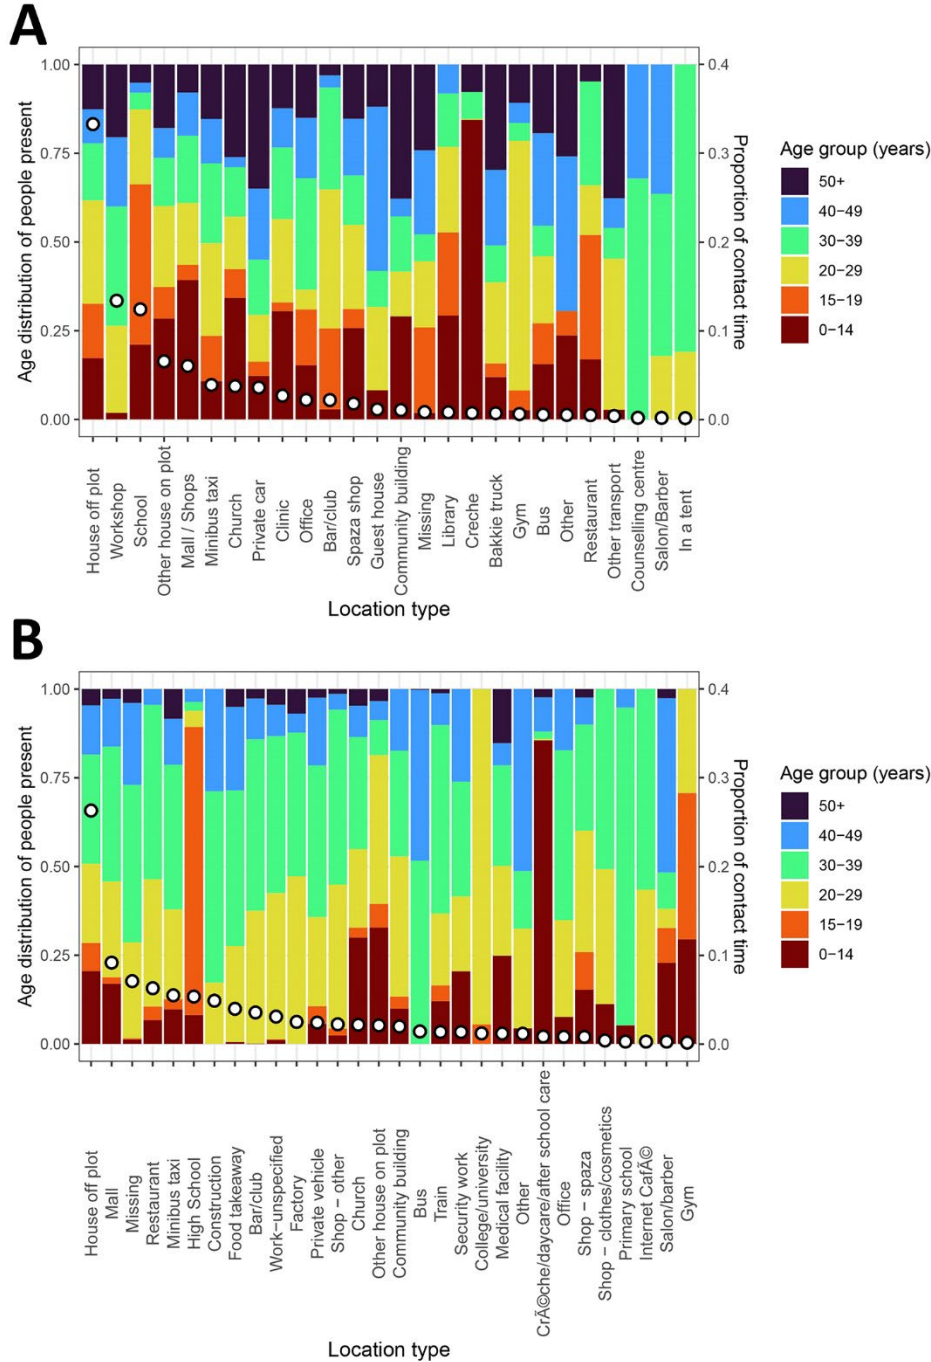 A
Age distribution of people present
1.00
0.75
0.50
0.25
0.00
0.4
0.3
0.2
0.1
0.0
Proportion of contact time
Age group (years)
50+
40−49
30−39
20−29
15−19
0−14
House off plot
Workshop
School
Other house on plot
Mall / Shops
Minibus taxi
Church
Private car
Clinic
Office
Bar/club
Spaza shop
Guest house
Community building
Missing
Library
Creche
Bakkie truck
Gym
Bus
Other
Restaurant
Other transport
Counselling centre
Salon/Barber
In a tent
Location type
B
Age distribution of people present
1.00
0.75
0.50
0.25
0.00
0.4
0.3
0.2
0.1
0.0
Proportion of contact time
Age group (years)
50+
40−49
30−39
20−29
15−19
0−14
House off plot
Mall
Missing
Restaurant
Minibus taxi
High School
Construction
Food takeaway
Bar/club
Work−unspecified
Factory
Private vehicle
Shop − other
Church
Other house on plot
Community building
Bus
Train
Security work
College/university
Medical facility
Other
CrÃ©che/daycare/after school care
Office
Shop − spaza
Shop − clothes/cosmetics
Primary school
Internet CafÃ©
Salon/barber
Gym
Location type